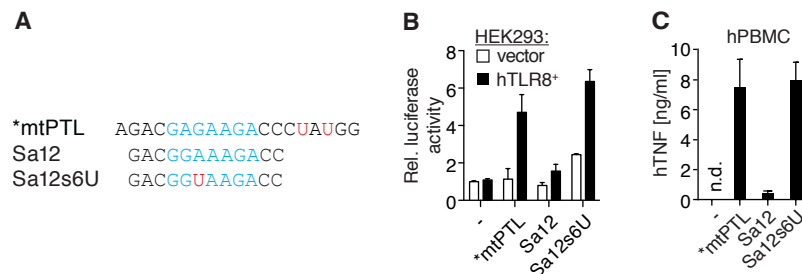 A
*mtPTL AGACGAGAAGACCCUAUGG
Sa12 GACGGAAAGACC
Sa12s6U GACGGUAAGACC
B
HEK293:
vector
hTLR8+
Rel. luciferase
activity
8
6
4
2
0
-
*mtPTL
Sa12
Sa12s6U
C
hPBMC
hTNF [ng/ml]
10
8
6
4
2
0
n.d.
-
*mtPTL
Sa12
Sa12s6U